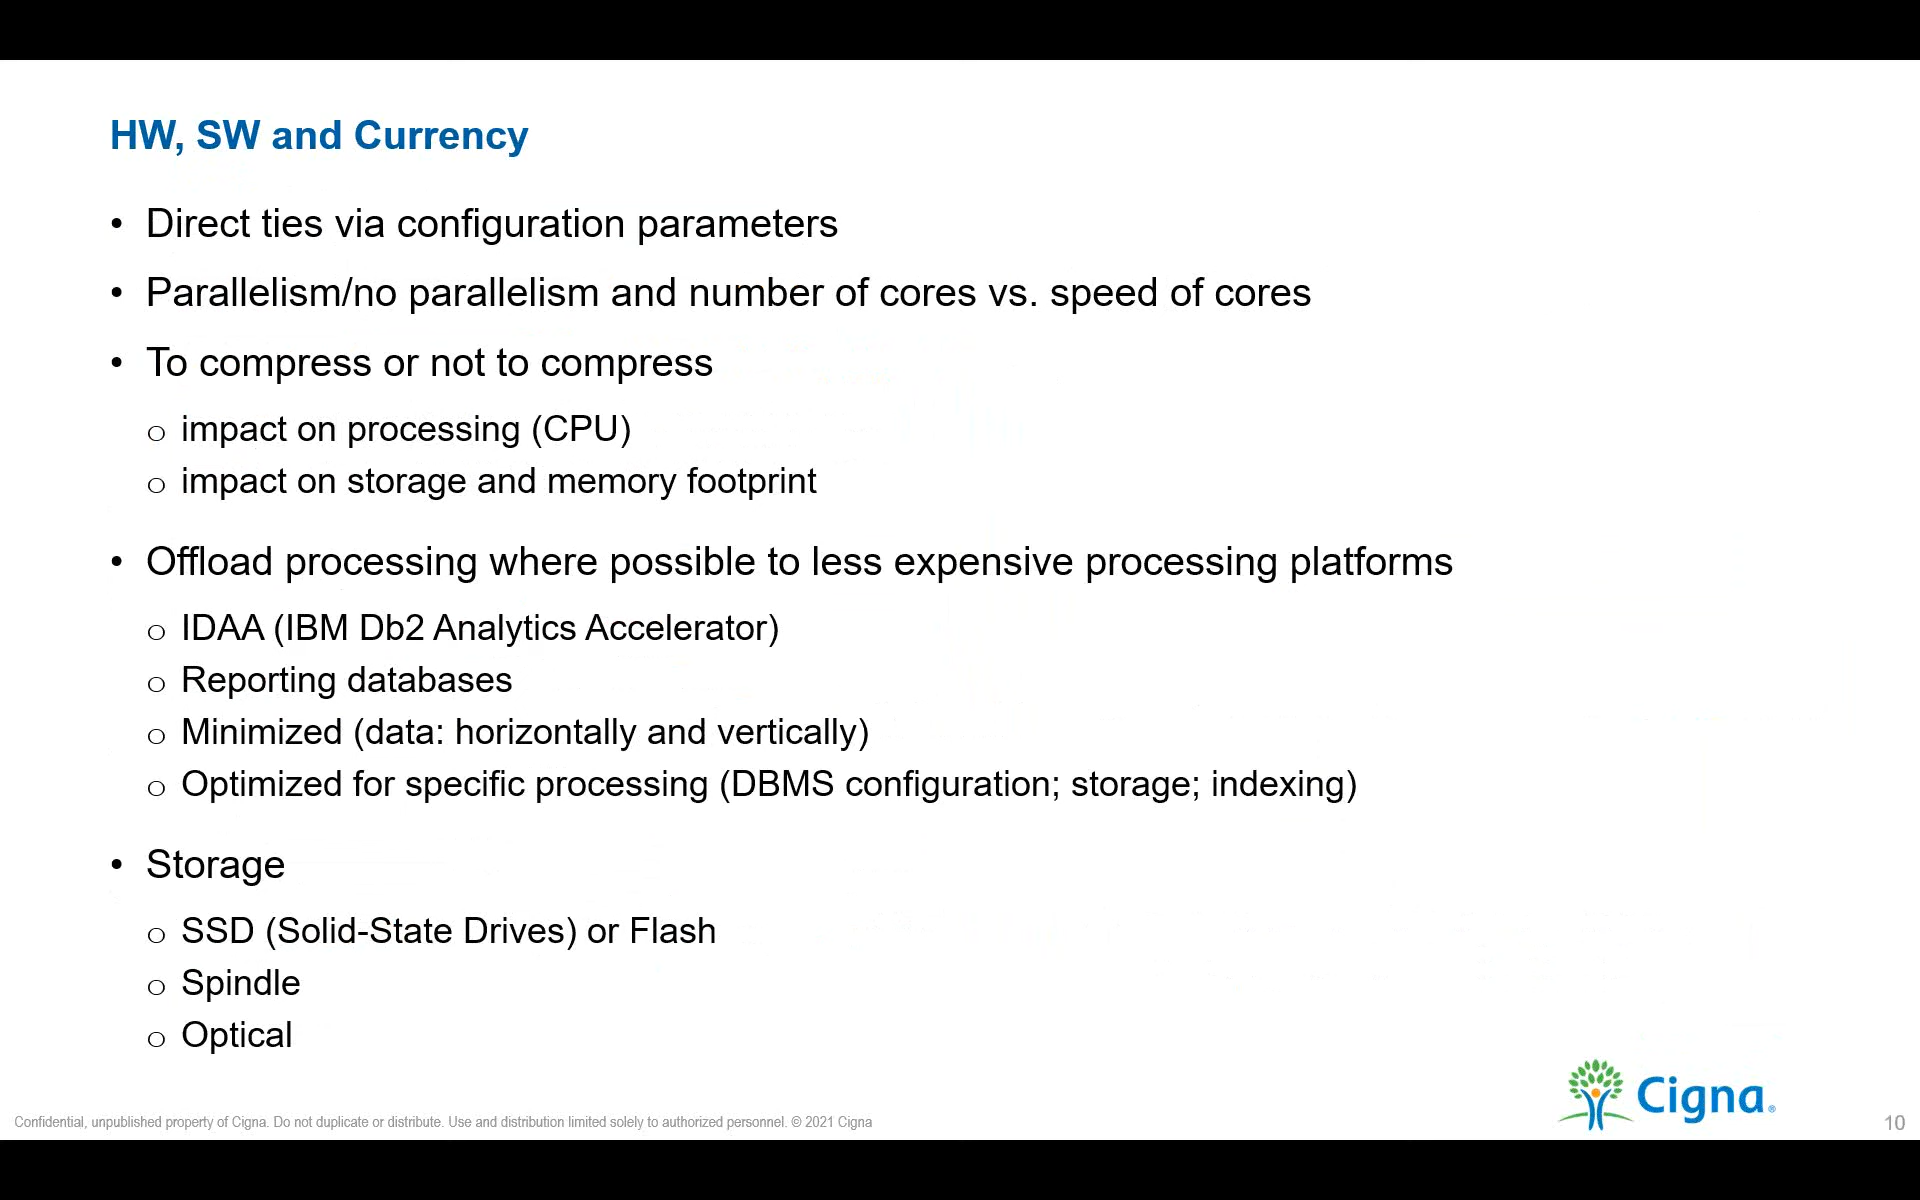 HW, SW and Currency
• Direct ties via configuration parameters
• Parallelism/no parallelism and number of cores vs. speed of cores
• To compress or not to compress
o impact on processing (CPU)
o impact on storage and memory footprint
• Offload processing where possible to less expensive processing platforms
o IDAA (IBM Db2 Analytics Accelerator)
o Reporting databases
o Minimized (data: horizontally and vertically)
o Optimized for specific processing (DBMS configuration; storage; indexing)
• Storage
o SSD (Solid-State Drives) or Flash
o Spindle
o Optical
Cigna®
Confidential, unpublished property of Cigna. Do not duplicate or distribute. Use and distribution limited solely to authorized personnel. © 2021 Cigna
10